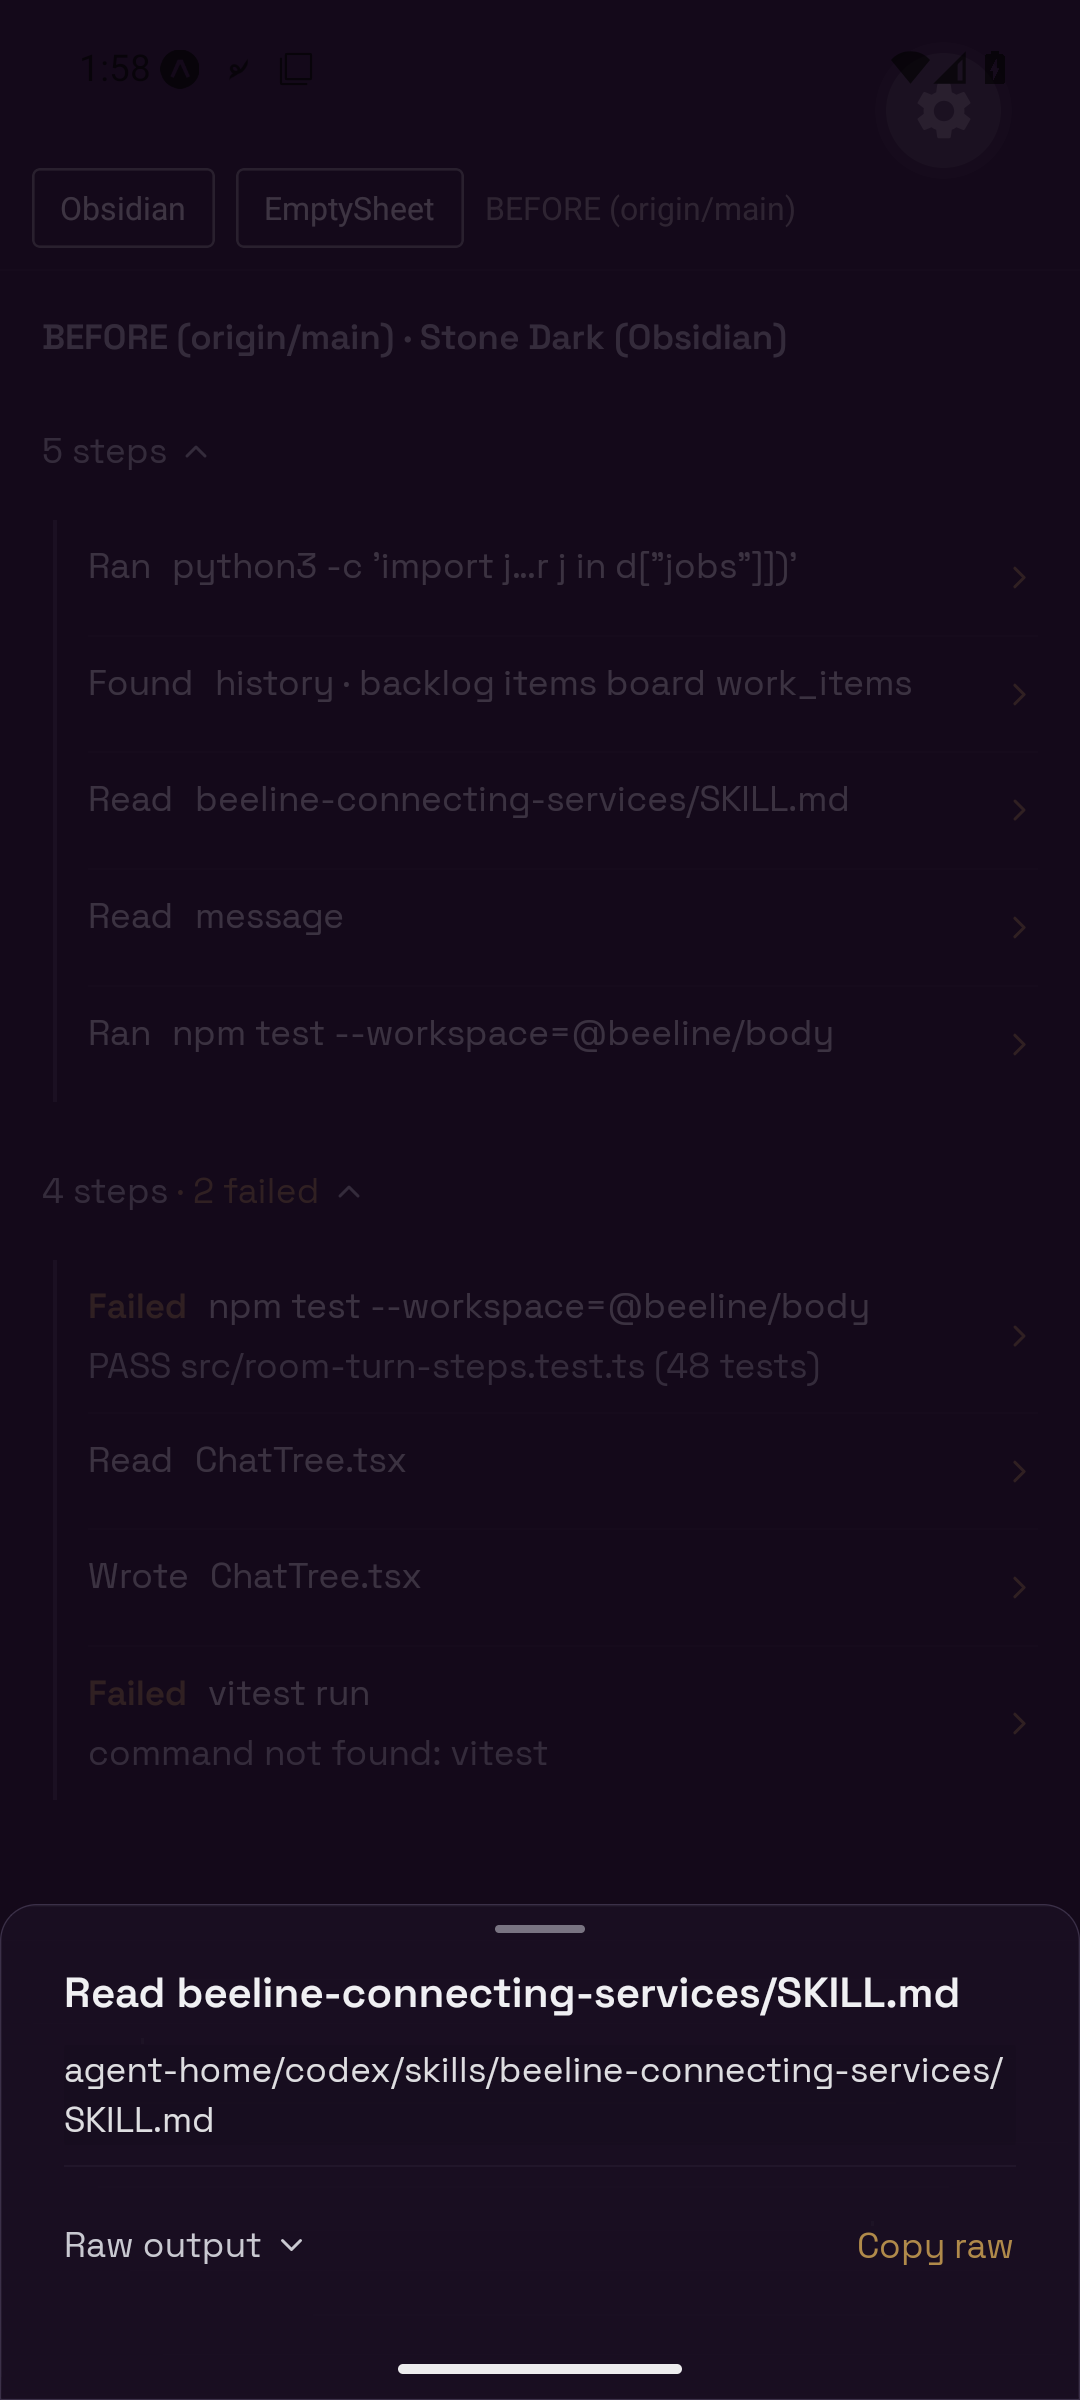 1:58
Obsidian EmptySheet BEFORE (origin/main)
BEFORE (origin/main) · Stone Dark (Obsidian)
5 steps
Ran python3 -c 'import j...r j in d["jobs"]])'
Found history · backlog items board work_items
Read beeline-connecting-services/SKILL.md
Read message
Ran npm test --workspace=@beeline/body
4 steps · 2 failed
Failed npm test --workspace=@beeline/body
PASS src/room-turn-steps.test.ts (48 tests)
Read ChatTree.tsx
Wrote ChatTree.tsx
Failed vitest run
command not found: vitest
Read beeline-connecting-services/SKILL.md
agent-home/codex/skills/beeline-connecting-services/
SKILL.md
Raw output Copy raw